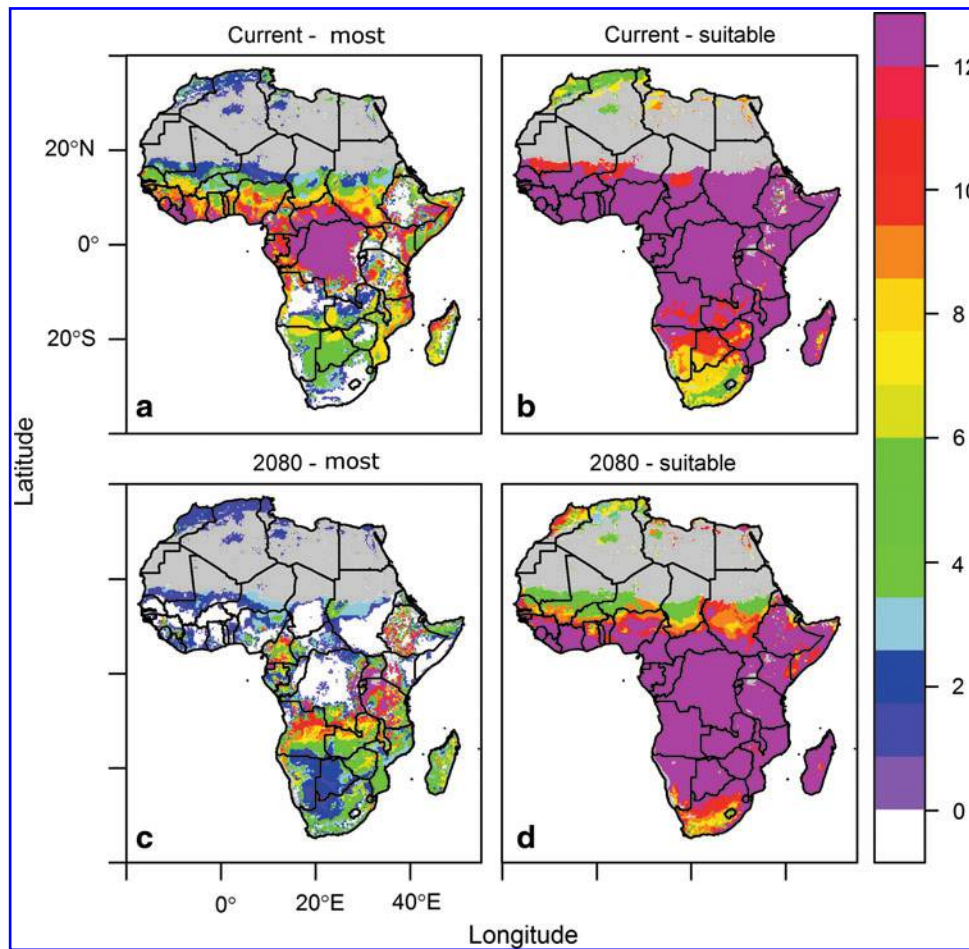 Current - most
Current - suitable
20°N
0°
20°S
a
b
2080 - most
2080 - suitable
c
d
0°
20°E
40°E
Latitude
Longitude
12
10
8
6
4
2
0